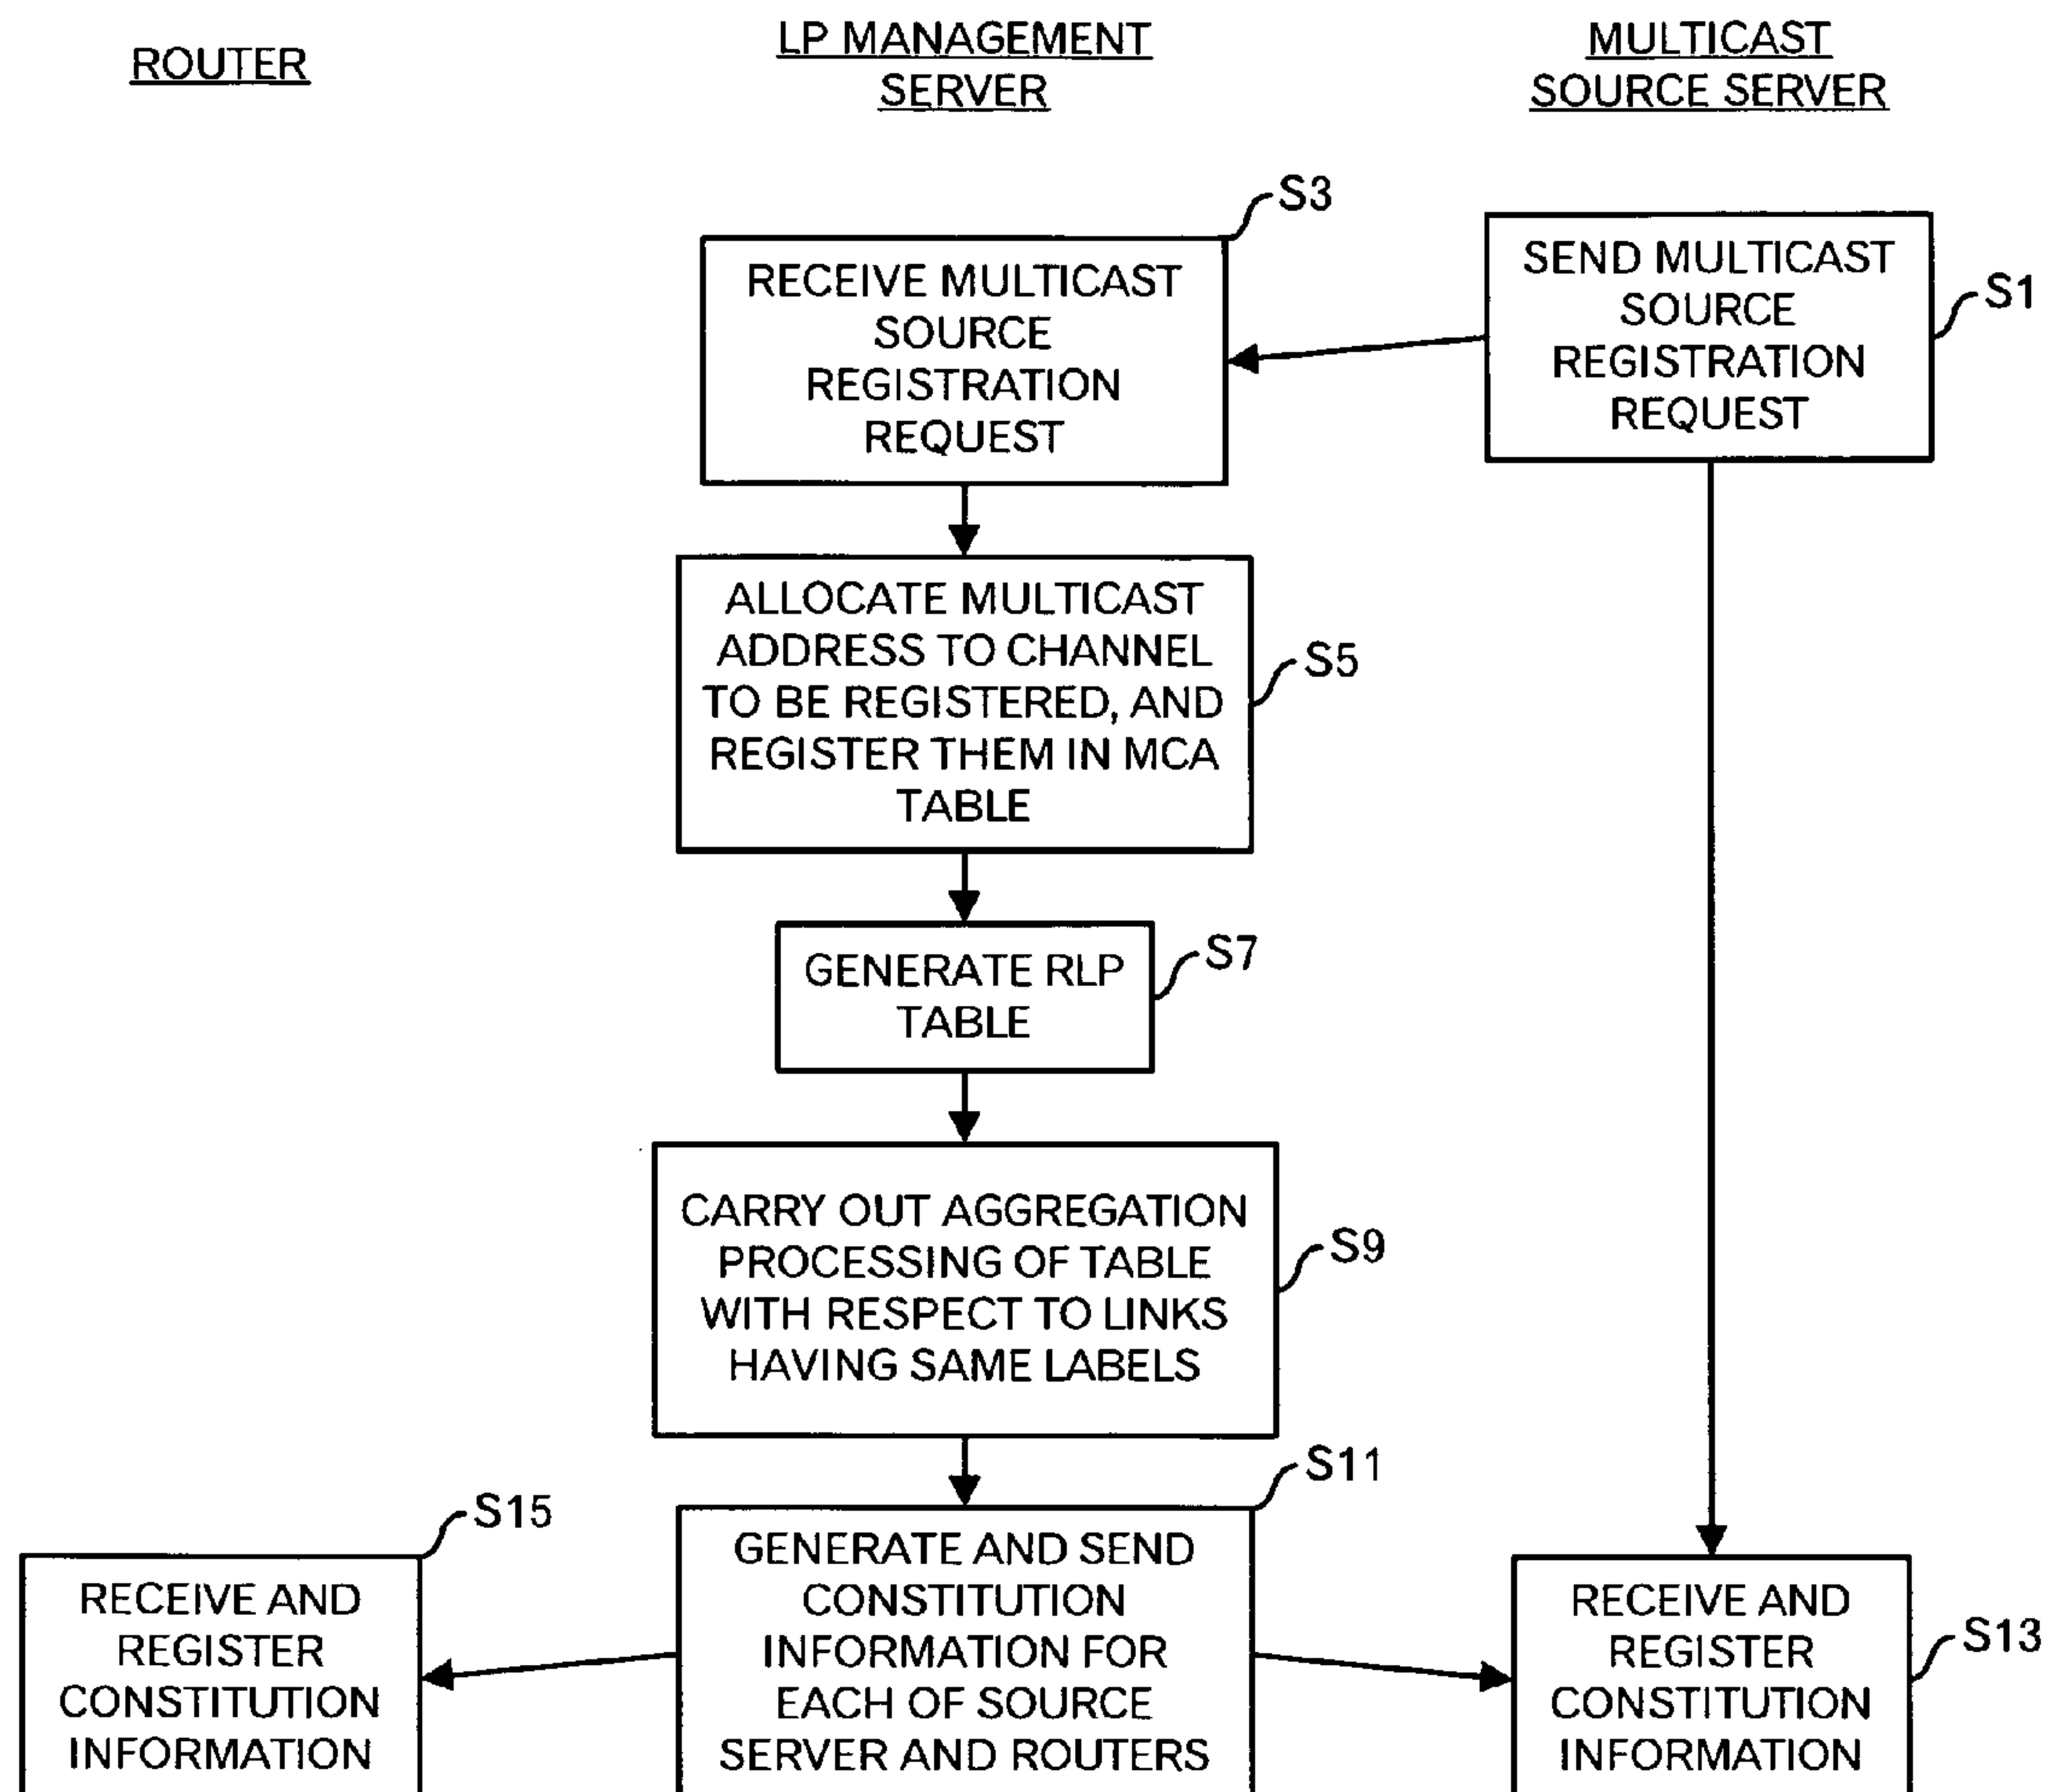 ROUTER
LP MANAGEMENT
SERVER
MULTICAST
SOURCE SERVER
S3
RECEIVE MULTICAST
SOURCE
REGISTRATION
REQUEST
SEND MULTICAST
SOURCE
REGISTRATION
REQUEST
S1
ALLOCATE MULTICAST
ADDRESS TO CHANNEL
TO BE REGISTERED, AND
REGISTER THEM IN MCA
TABLE
S5
GENERATE RLP
TABLE
S7
CARRY OUT AGGREGATION
PROCESSING OF TABLE
WITH RESPECT TO LINKS
HAVING SAME LABELS
S9
S11
S15
RECEIVE AND
REGISTER
CONSTITUTION
INFORMATION
GENERATE AND SEND
CONSTITUTION
INFORMATION FOR
EACH OF SOURCE
SERVER AND ROUTERS
RECEIVE AND
REGISTER
CONSTITUTION
INFORMATION
S13